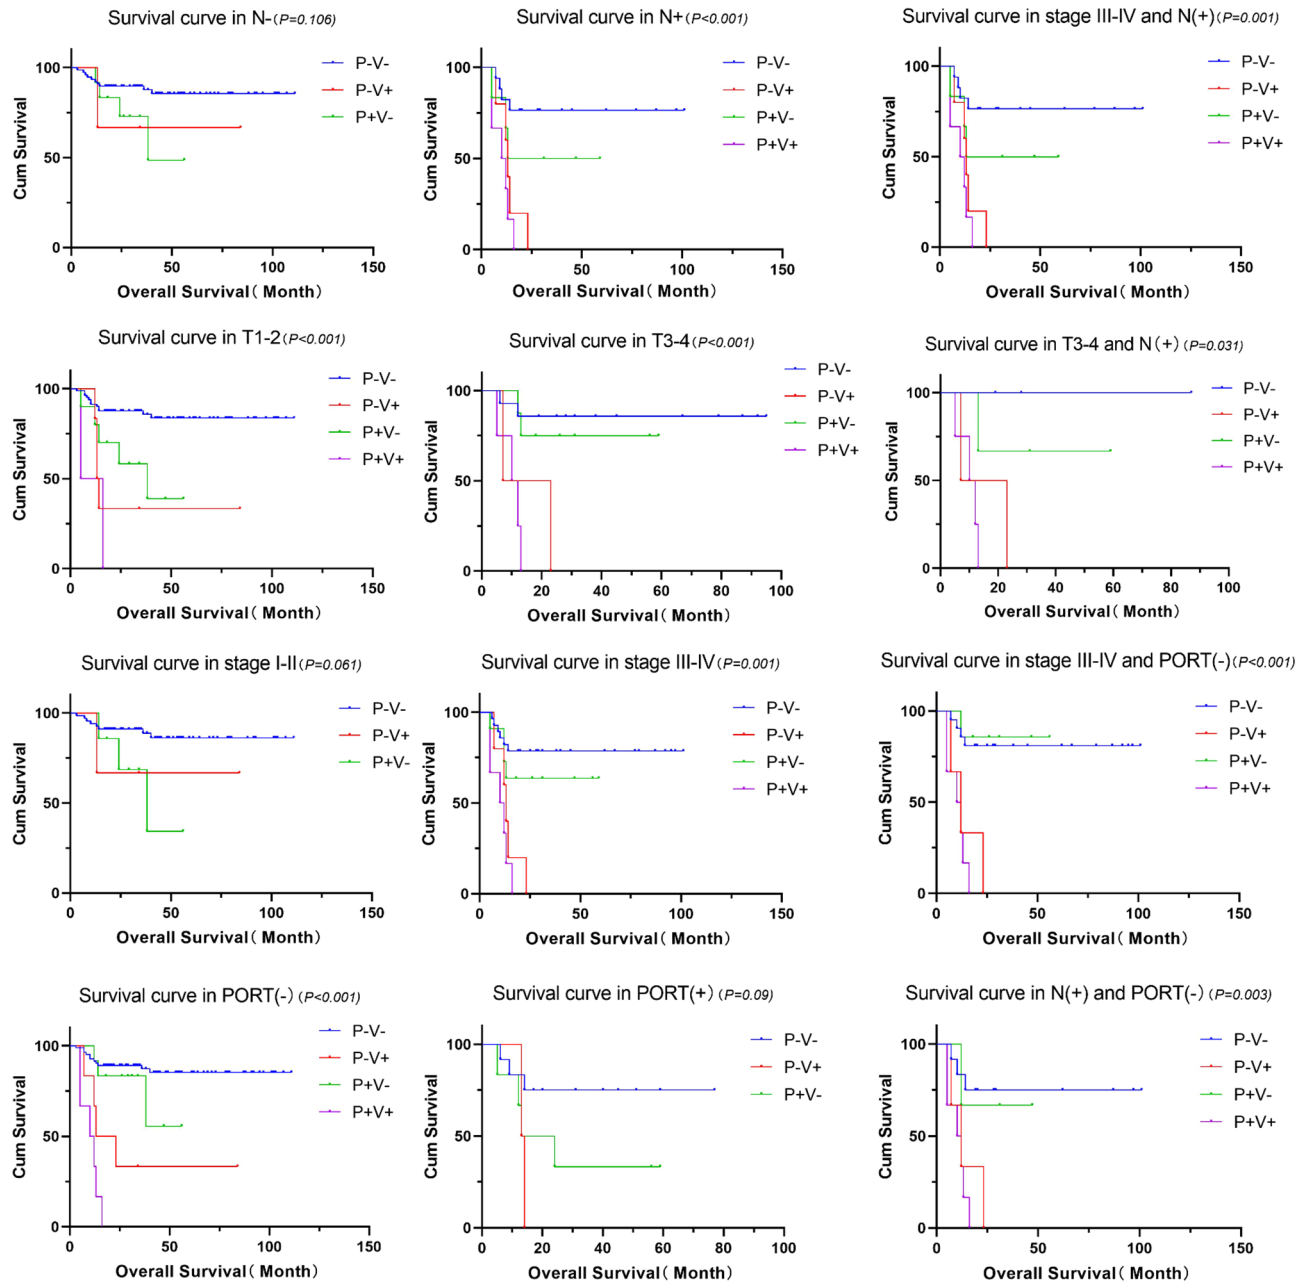 Survival curve in N-(P=0.106)
P-V-
P-V+
P+V-
100
50
0
Cum Survival
0 50 100 150
Overall Survival( Month)
Survival curve in N+ (P<0.001)
P-V-
P-V+
P+V-
P+V+
100
50
0
Cum Survival
0 50 100 150
Overall Survival( Month)
Survival curve in stage III-IV and N(+)(P=0.001)
P-V-
P-V+
P+V-
P+V+
100
50
0
Cum Survival
0 50 100 150
Overall Survival( Month)
Survival curve in T1-2(P<0.001)
P-V-
P-V+
P+V-
P+V+
100
50
0
Cum Survival
0 50 100 150
Overall Survival( Month)
Survival curve in T3-4 (P<0.001)
P-V-
P-V+
P+V-
P+V+
100
50
0
Cum Survival
0 20 40 60 80 100
Overall Survival( Month)
Survival curve in T3-4 and N(+) (P=0.031)
P-V-
P-V+
P+V-
P+V+
100
50
0
Cum Survival
0 20 40 60 80 100
Overall Survival( Month)
Survival curve in stage I-II(P=0.061)
P-V-
P-V+
P+V-
100
50
0
Cum Survival
0 50 100 150
Overall Survival( Month)
Survival curve in stage III-IV(P=0.001)
P-V-
P-V+
P+V-
P+V+
100
50
0
Cum Survival
0 50 100 150
Overall Survival( Month)
Survival curve in stage III-IV and PORT(-)(P<0.001)
P-V-
P-V+
P+V-
P+V+
100
50
0
Cum Survival
0 50 100 150
Overall Survival( Month)
Survival curve in PORT(-) (P<0.001)
P-V-
P-V+
P+V-
P+V+
100
50
0
Cum Survival
0 50 100 150
Overall Survival( Month)
Survival curve in PORT(+) (P=0.09)
P-V-
P-V+
P+V-
100
50
0
Cum Survival
0 20 40 60 80 100
Overall Survival( Month)
Survival curve in N(+) and PORT(-) (P=0.003)
P-V-
P-V+
P+V-
P+V+
100
50
0
Cum Survival
0 50 100 150
Overall Survival( Month)